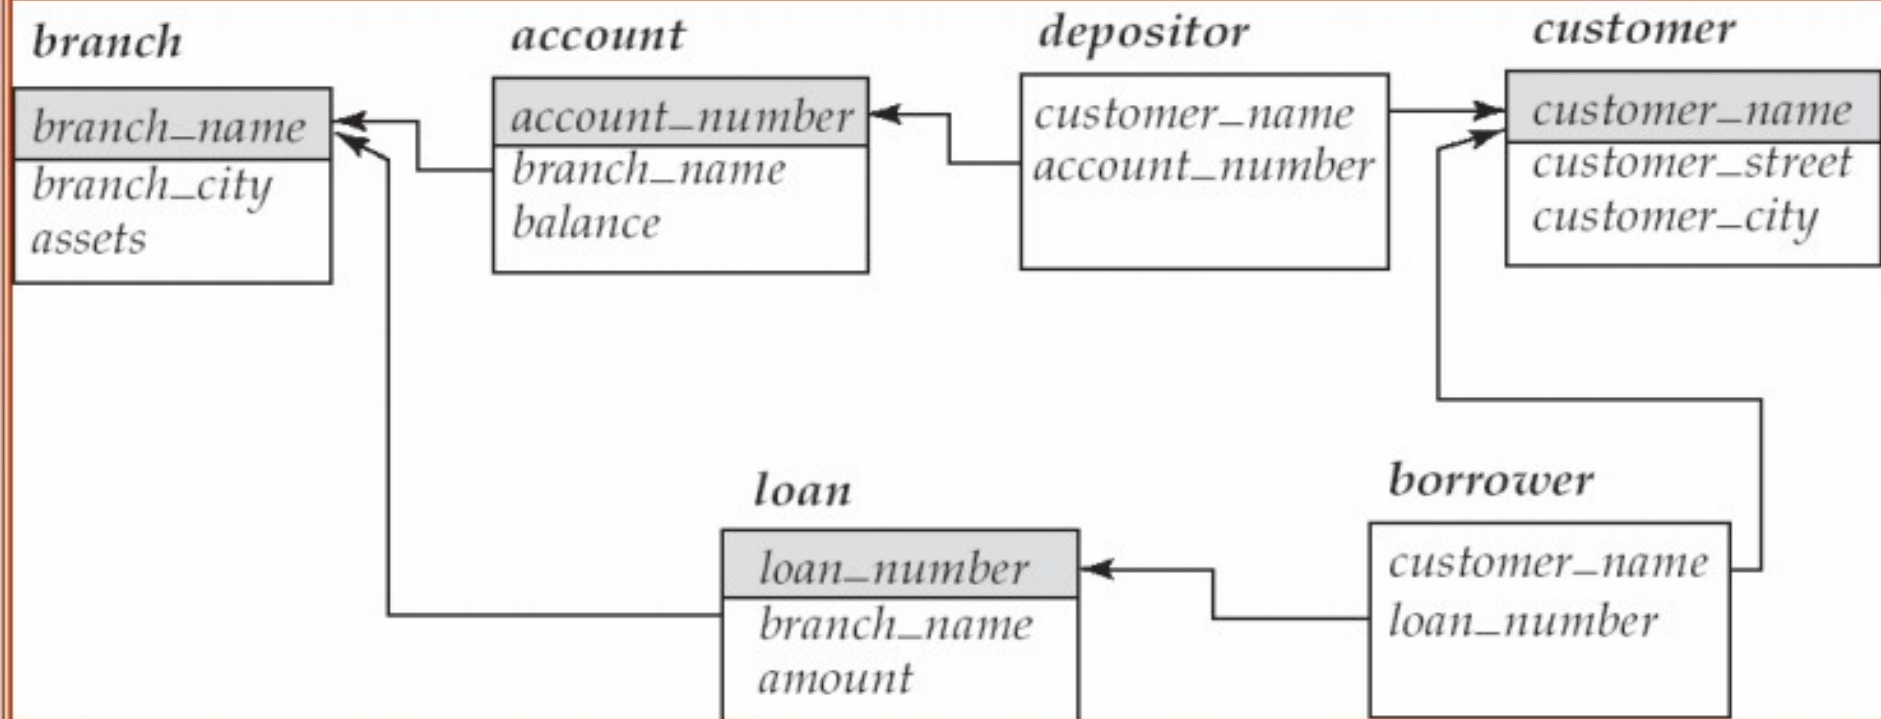 branch
branch_name
branch_city
assets
account
account_number
branch_name
balance
depositor
customer_name
account_number
customer
customer_name
customer_street
customer_city
loan
loan_number
branch_name
amount
borrower
customer_name
loan_number